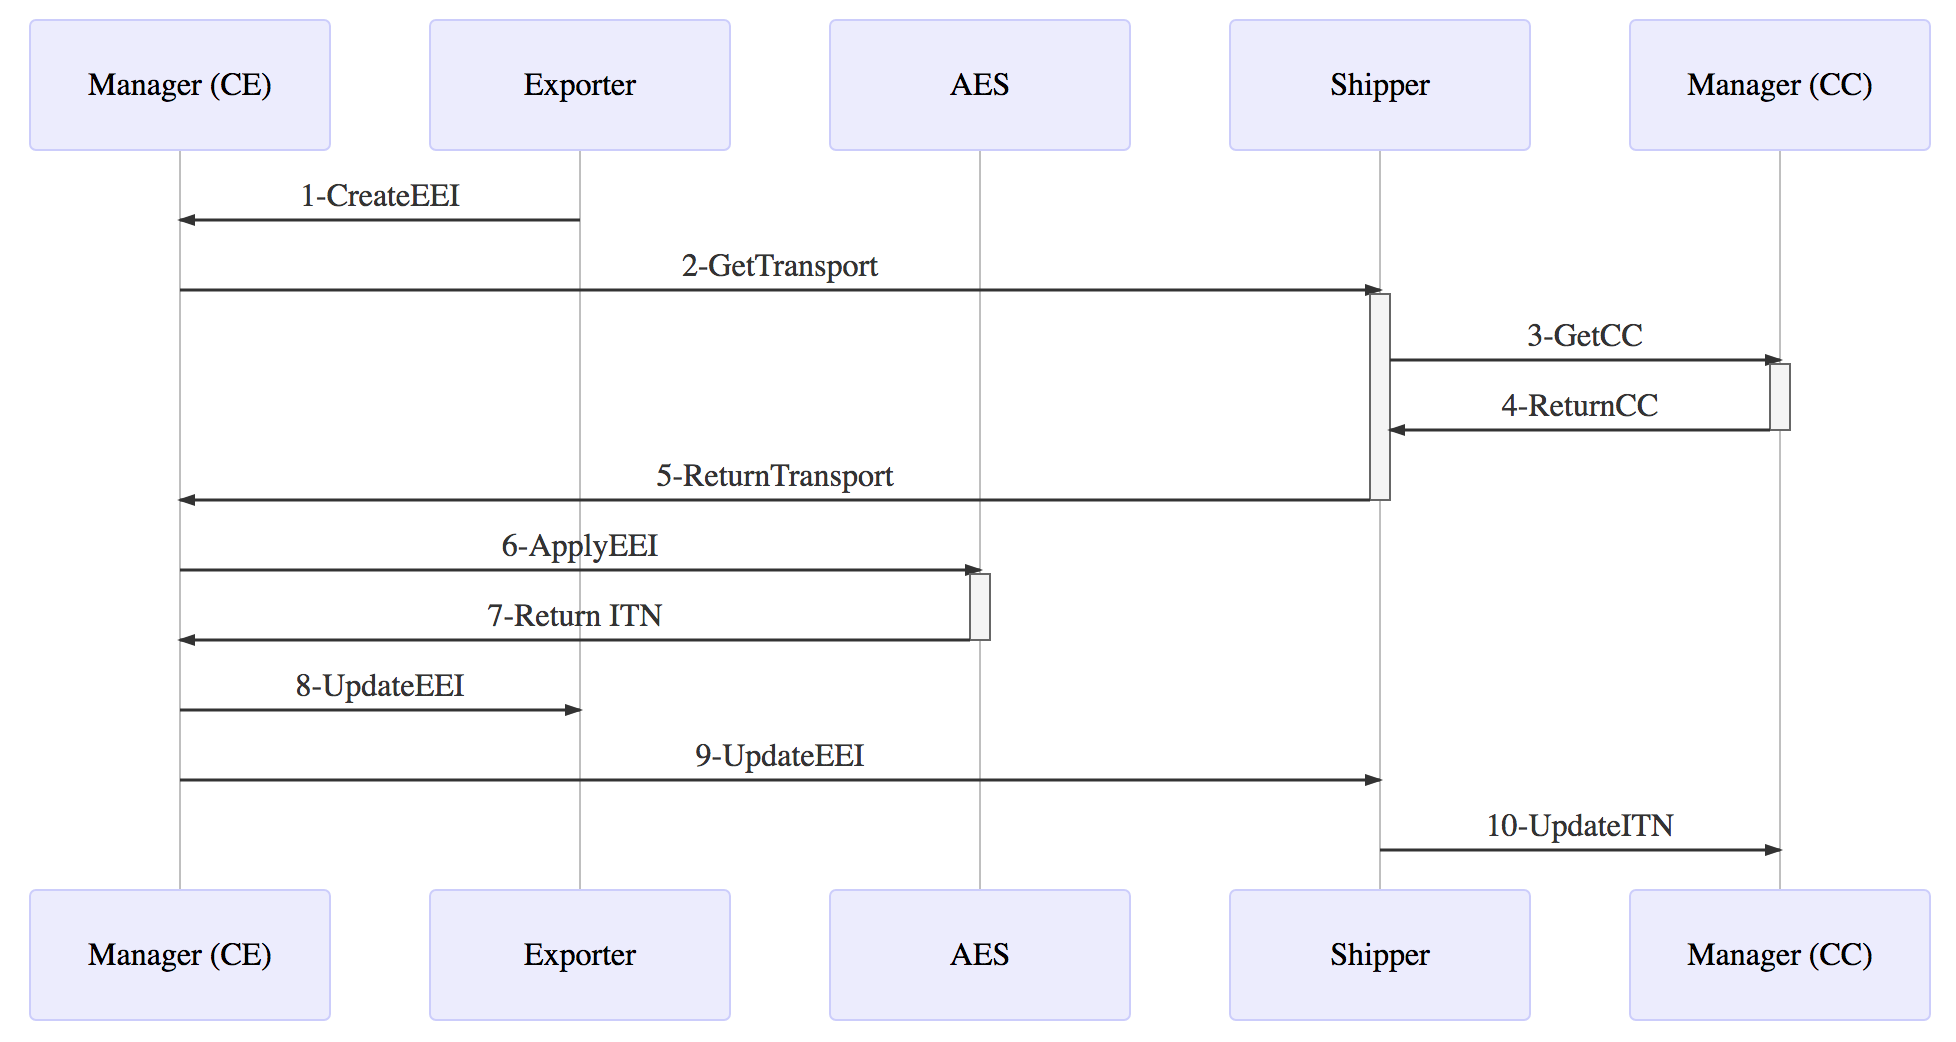 Manager (CE)
Exporter
AES
Shipper
Manager (CC)
1-CreateEEI
2-GetTransport
3-GetCC
4-ReturnCC
5-ReturnTransport
6-ApplyEEI
7-Return ITN
8-UpdateEEI
9-UpdateEEI
10-UpdateITN
Manager (CE)
Exporter
AES
Shipper
Manager (CC)